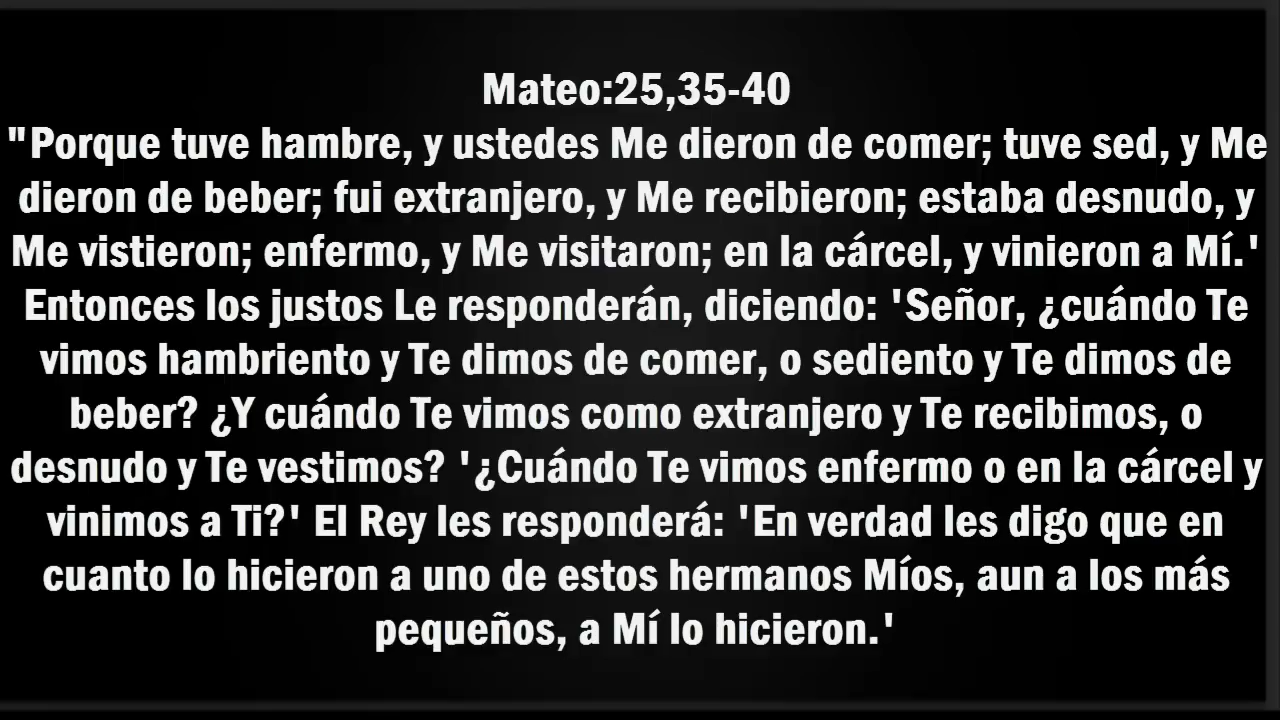 Mateo:25,35-40
"Porque tuve hambre, y ustedes Me dieron de comer; tuve sed, y Me
dieron de beber; fui extranjero, y Me recibieron; estaba desnudo, y
Me vistieron; enfermo, y Me visitaron; en la cárcel, y vinieron a Mí.'
Entonces los justos Le responderán, diciendo: 'Señor, ¿cuándo Te
vimos hambriento y Te dimos de comer, o sediento y Te dimos de
beber? ¿Y cuándo Te vimos como extranjero y Te recibimos, o
desnudo y Te vestimos? '¿Cuándo Te vimos enfermo o en la cárcel y
vinimos a Ti?' El Rey les responderá: 'En verdad les digo que en
cuanto lo hicieron a uno de estos hermanos Míos, aun a los más
pequeños, a Mí lo hicieron.'